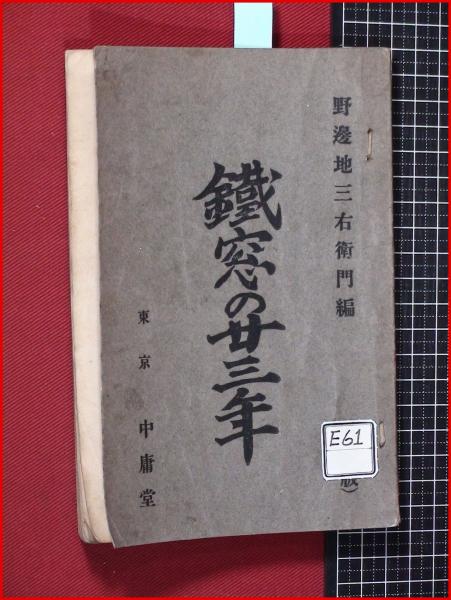 野邊地三右衛門編
版）
鐵窓の廿三年
東京 中庸堂
E61